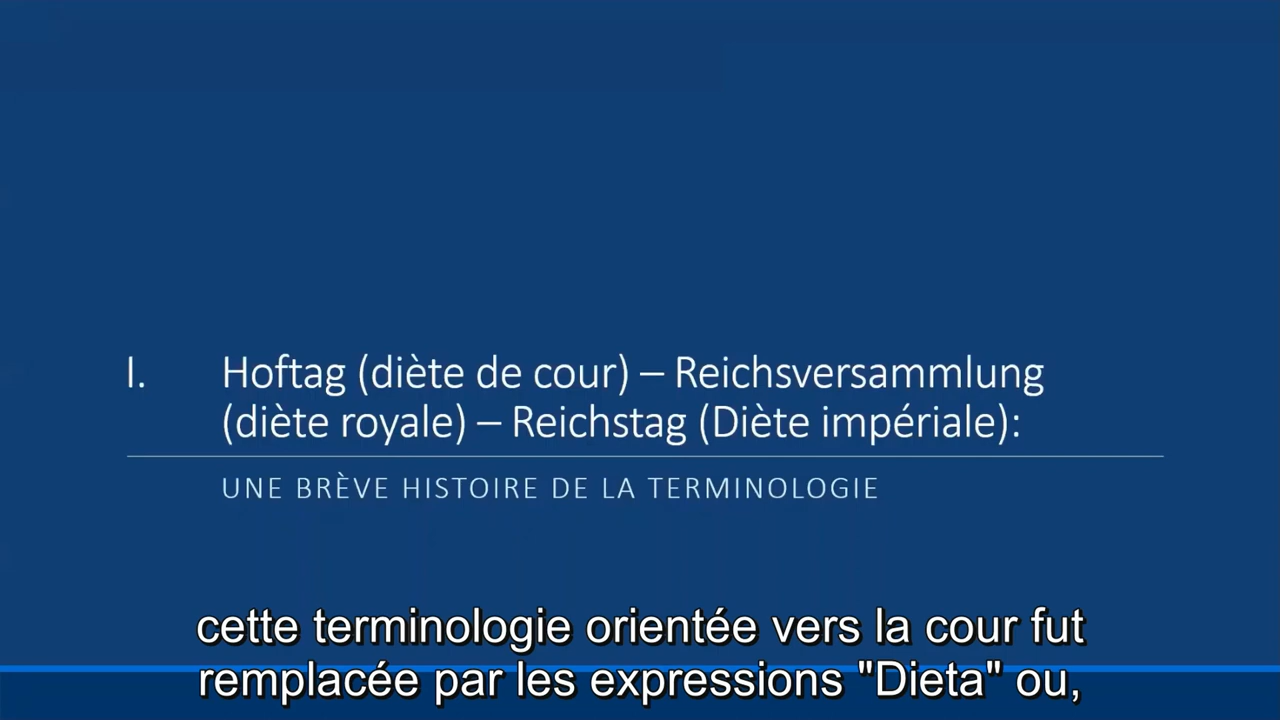 I. Hoftag (diète de cour) – Reichsversammlung
(diète royale) – Reichstag (Diète impériale):
UNE BRÈVE HISTOIRE DE LA TERMINOLOGIE
cette terminologie orientée vers la cour fut
remplacée par les expressions "Dieta" ou,